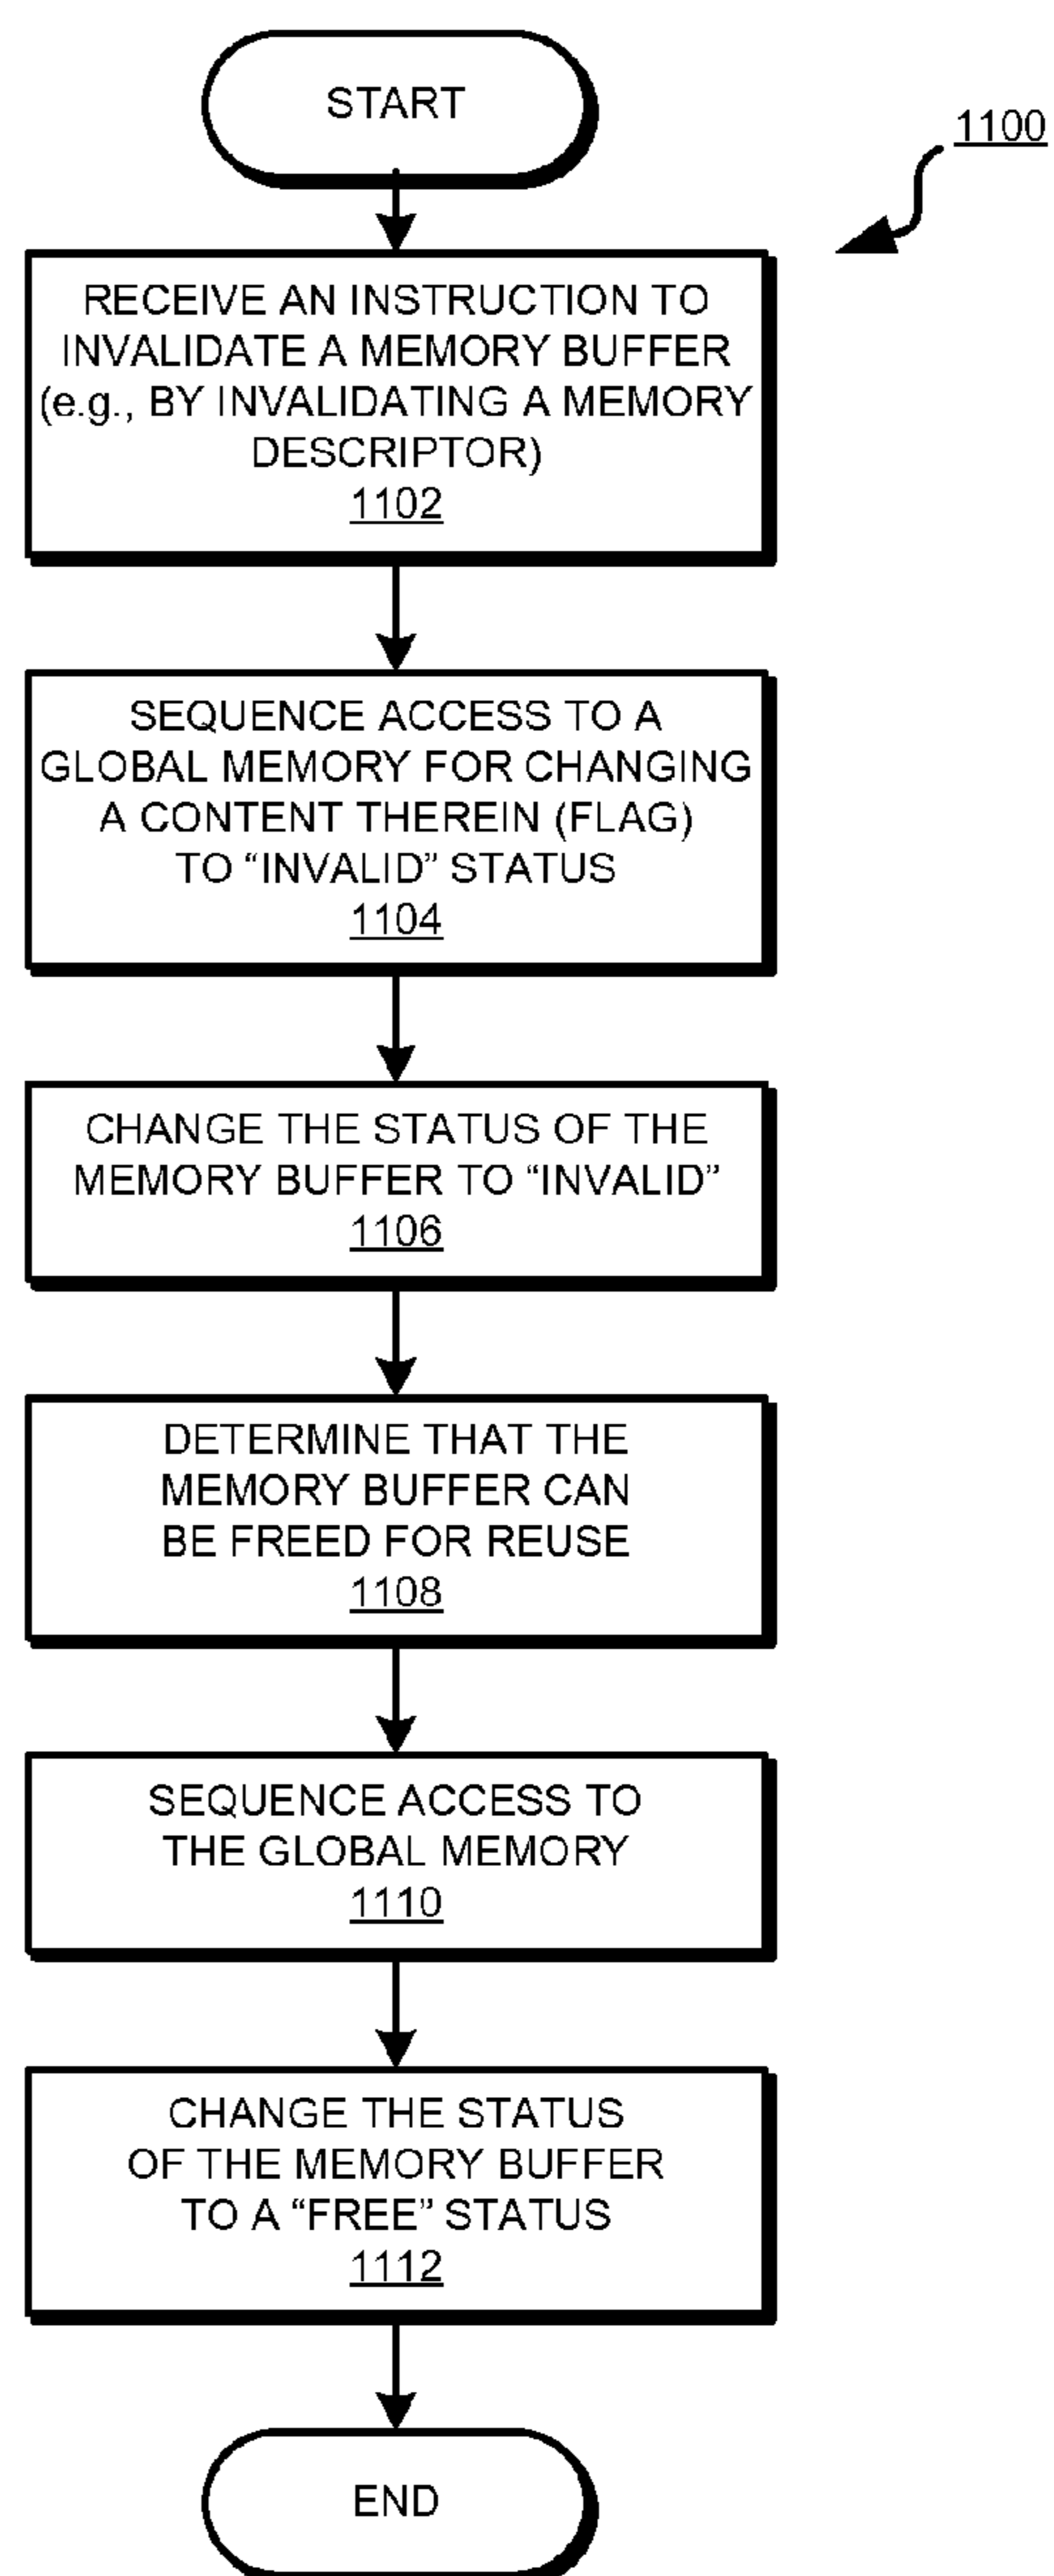 START
1100
RECEIVE AN INSTRUCTION TO
INVALIDATE A MEMORY BUFFER
(e.g., BY INVALIDATING A MEMORY
DESCRIPTOR)
1102
SEQUENCE ACCESS TO A
GLOBAL MEMORY FOR CHANGING
A CONTENT THEREIN (FLAG)
TO “INVALID” STATUS
1104
CHANGE THE STATUS OF THE
MEMORY BUFFER TO “INVALID”
1106
DETERMINE THAT THE
MEMORY BUFFER CAN
BE FREED FOR REUSE
1108
SEQUENCE ACCESS TO
THE GLOBAL MEMORY
1110
CHANGE THE STATUS
OF THE MEMORY BUFFER
TO A “FREE” STATUS
1112
END